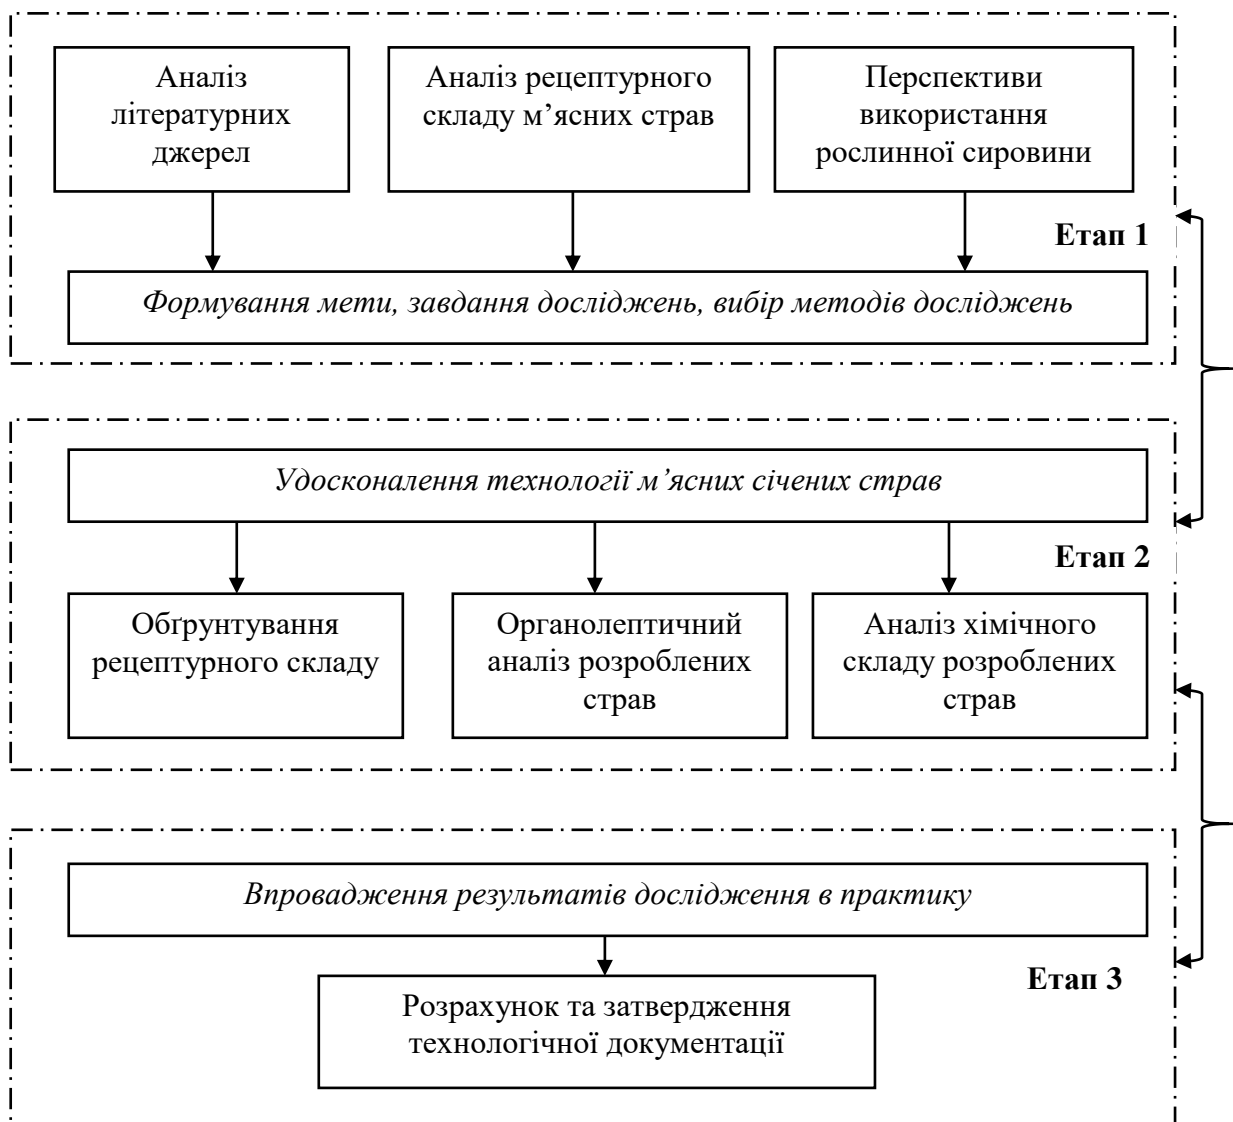 Аналіз
літературних
джерел
Аналіз рецептурного
складу м’ясних страв
Перспективи
використання
рослинної сировини
Етап 1
Формування мети, завдання досліджень, вибір методів досліджень
Удосконалення технології м’ясних січених страв
Етап 2
Обґрунтування
рецептурного складу
Органолептичний
аналіз розроблених
страв
Аналіз хімічного
складу розроблених
страв
Впровадження результатів дослідження в практику
Етап 3
Розрахунок та затвердження
технологічної документації